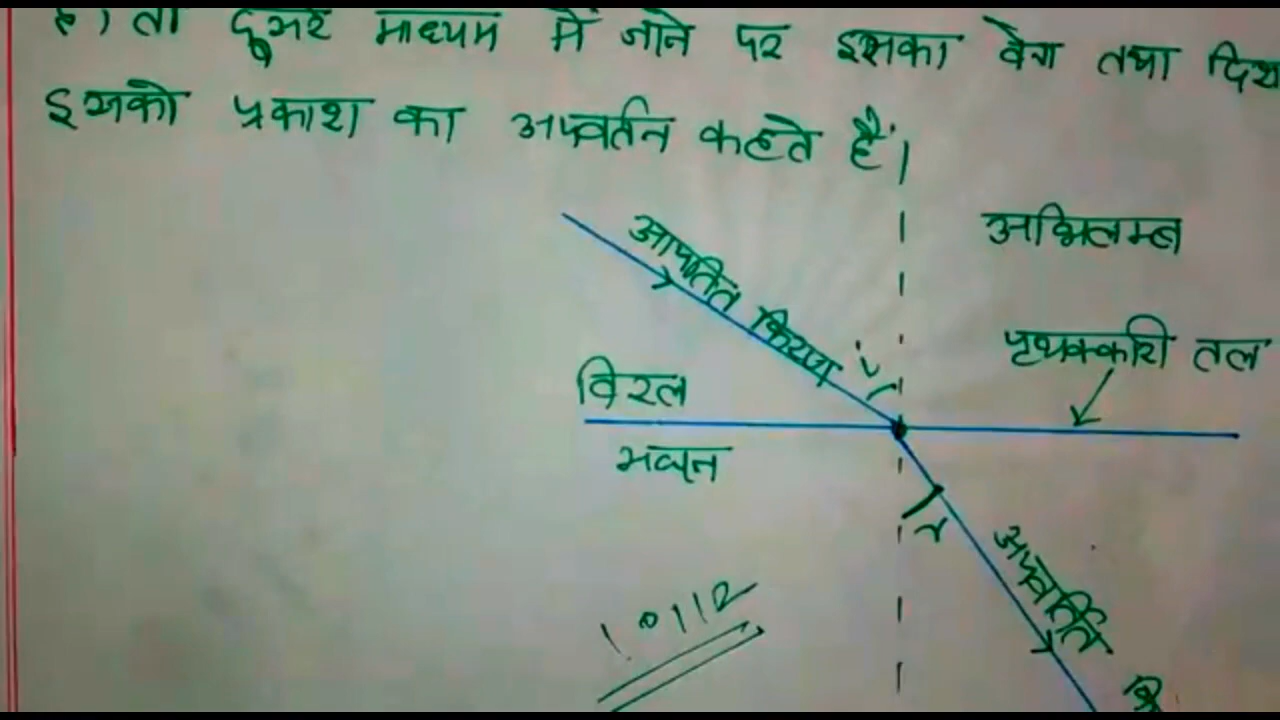 है। तो दूसरे माध्यम में जाने पर इसका वेग तथा
इसको प्रकाश का अपवर्तन कहते हैं।
अभिलम्ब
आपतित किरण
i
पृथक्कारी तल
विरल
सघन
r
अपवर्तित